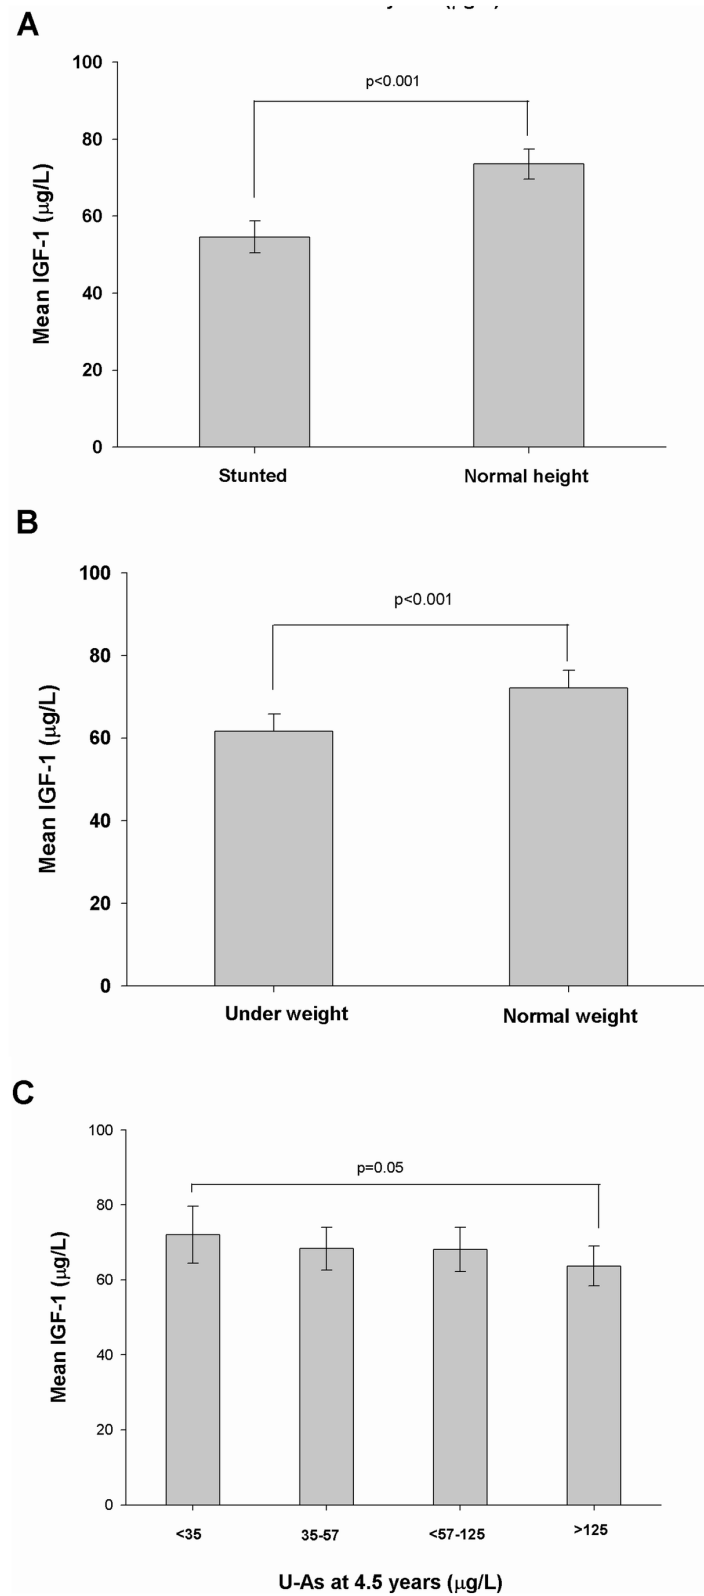 A
100
p<0.001
80
60
40
20
0
Mean IGF-1 (μg/L)
Stunted
Normal height
B
100
p<0.001
80
60
40
20
0
Mean IGF-1 (μg/L)
Under weight
Normal weight
C
100
p=0.05
80
60
40
20
0
Mean IGF-1 (μg/L)
<35
35-57
<57-125
>125
U-As at 4.5 years (μg/L)